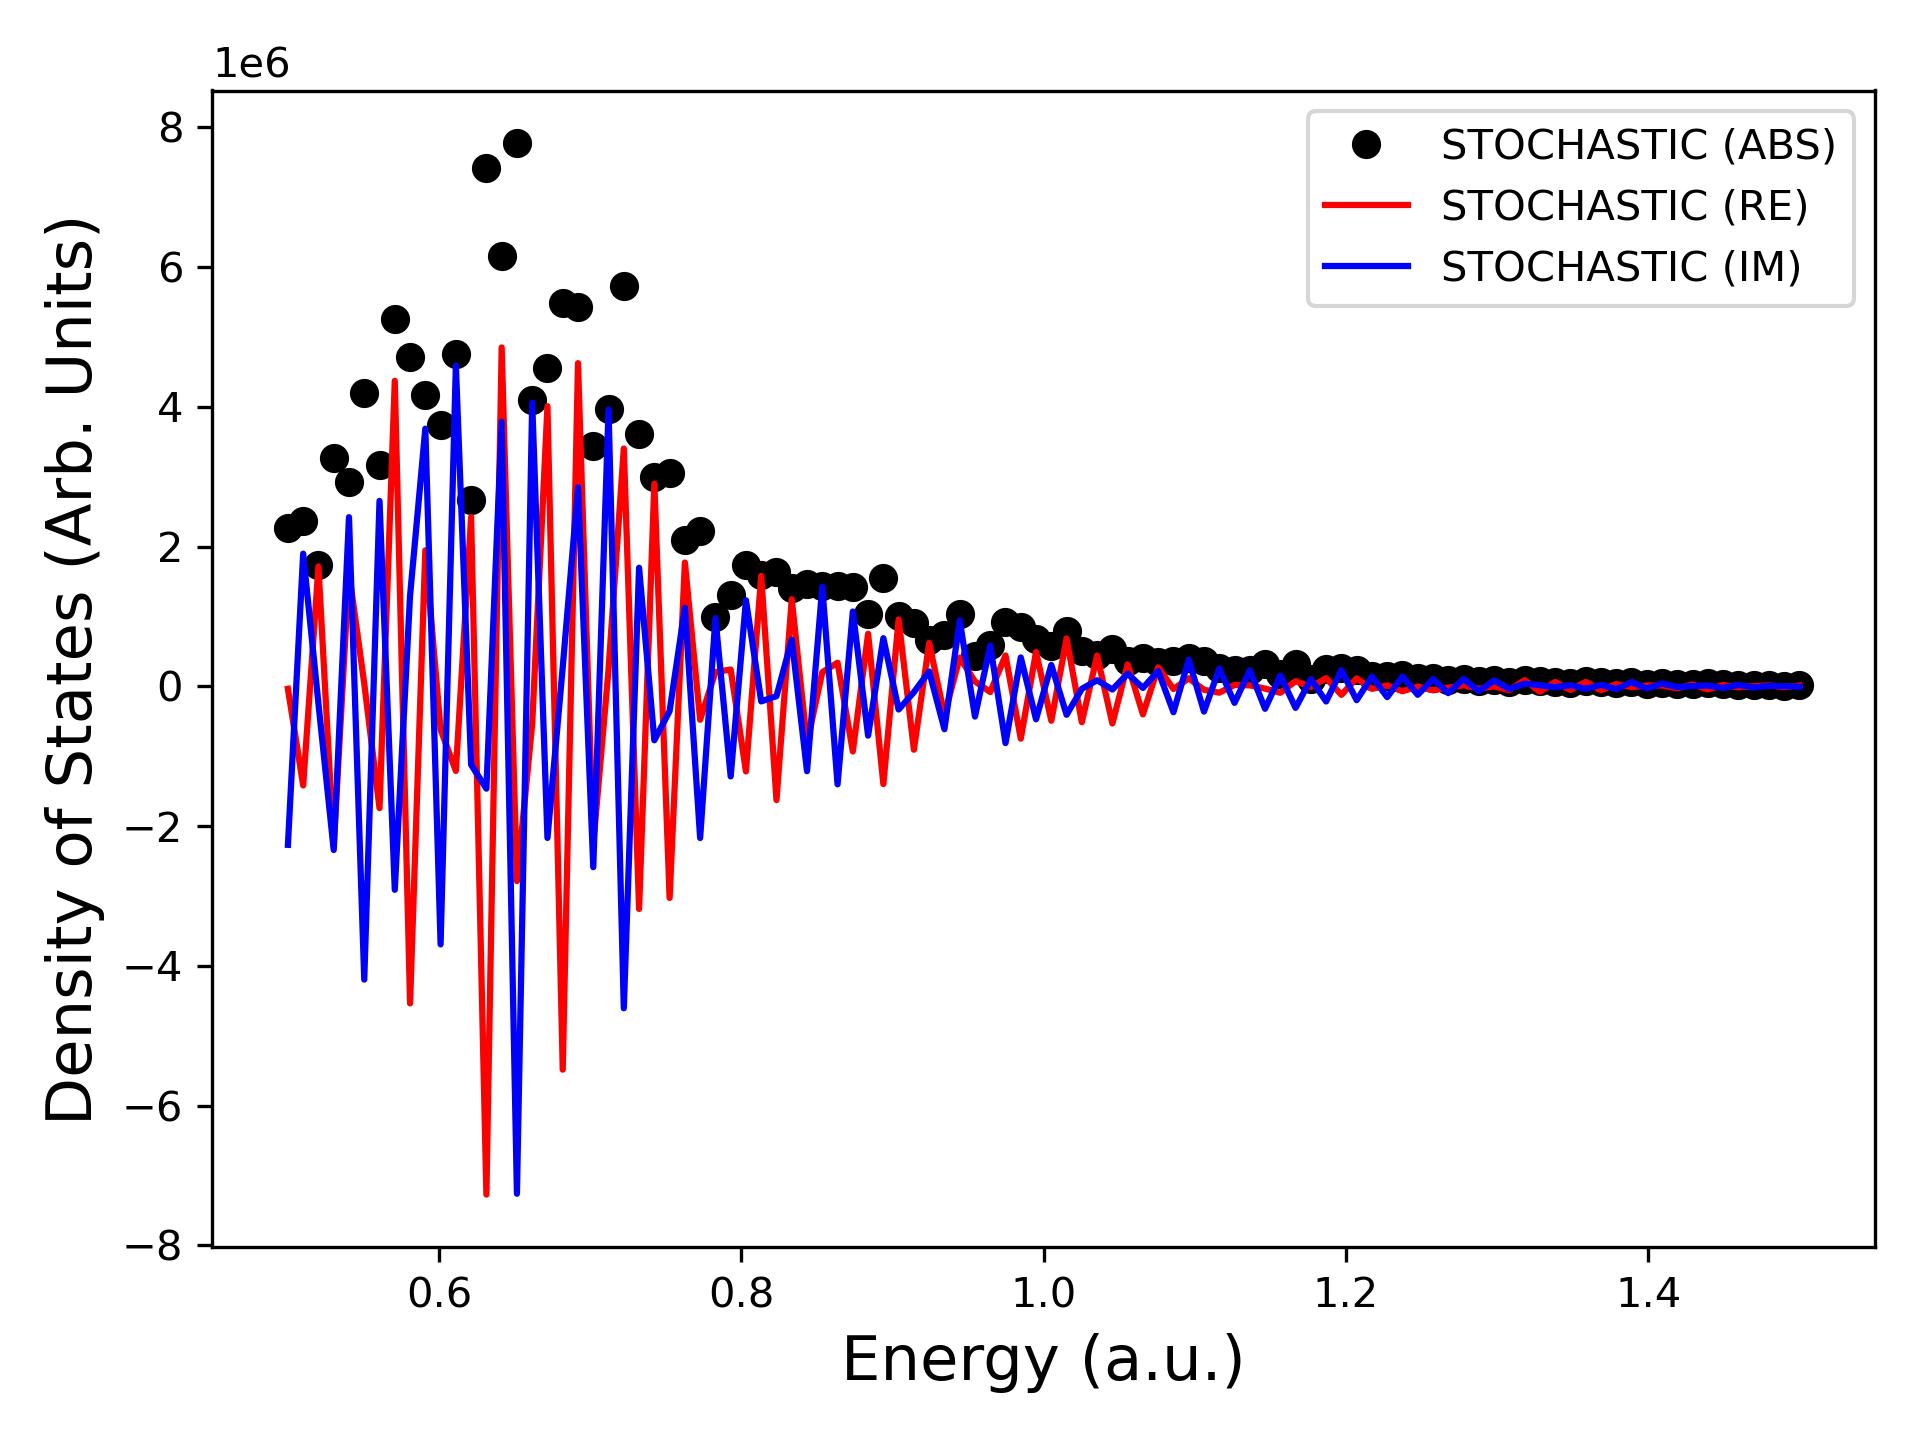 1e6
8
6
4
2
0
−2
−4
−6
−8
Density of States (Arb. Units)
STOCHASTIC (ABS)
STOCHASTIC (RE)
STOCHASTIC (IM)
0.6 0.8 1.0 1.2 1.4
Energy (a.u.)